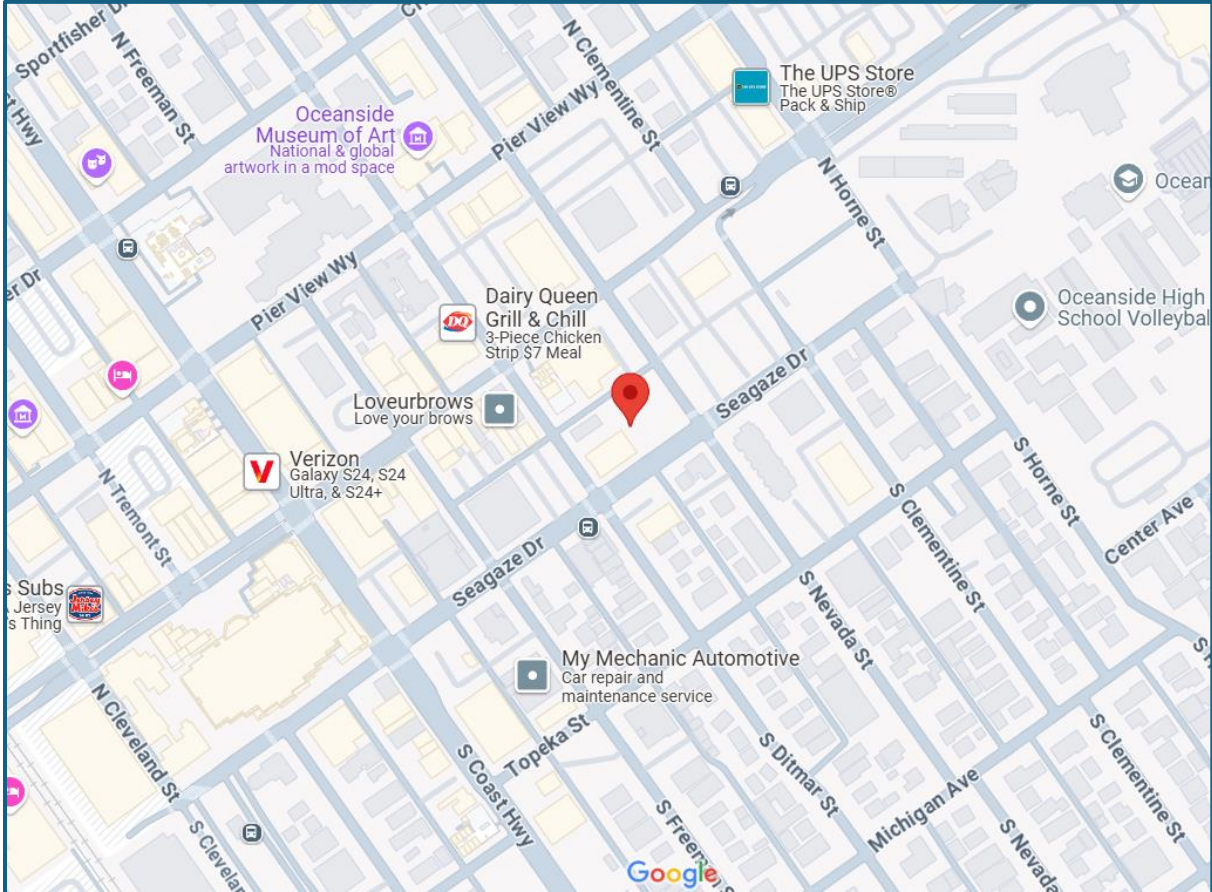 Sportfisher Dr
N Freeman St
N Clementine St
The UPS Store
The UPS Store®
Pack & Ship
Oceanside
Museum of Art
National & global
artwork in a mod space
Pier View Wy
N Horne St
Pier View Wy
Dairy Queen
Grill & Chill
3-Piece Chicken
Strip $7 Meal
Oceanside High
School Volleybal
Seagaze Dr
Loveurbrows
Love your brows
Verizon
Galaxy S24, S24
Ultra, & S24+
N Tremont St
S Horne St
S Clementine St
Center Ave
Seagaze Dr
s Subs
Jersey
's Thing
S Nevada St
My Mechanic Automotive
Car repair and
maintenance service
N Cleveland St
S Coast Hwy
Topeka St
S Ditmar St
Michigan Ave
S Clementine St
S Nevada
Google